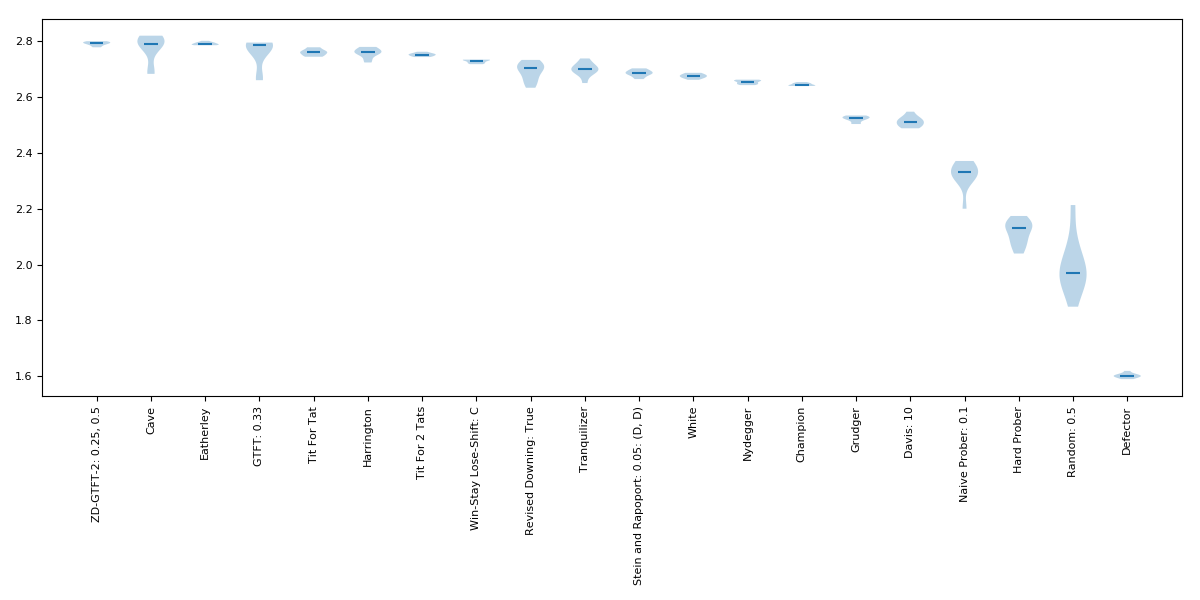 2.8
2.6
2.4
2.2
2.0
1.8
1.6
ZD-GTFT-2: 0.25, 0.5
Cave
Eatherley
GTFT: 0.33
Tit For Tat
Harrington
Tit For 2 Tats
Win-Stay Lose-Shift: C
Revised Downing: True
Tranquilizer
Stein and Rapoport: 0.05: (D, D)
White
Nydegger
Champion
Grudger
Davis: 10
Naive Prober: 0.1
Hard Prober
Random: 0.5
Defector